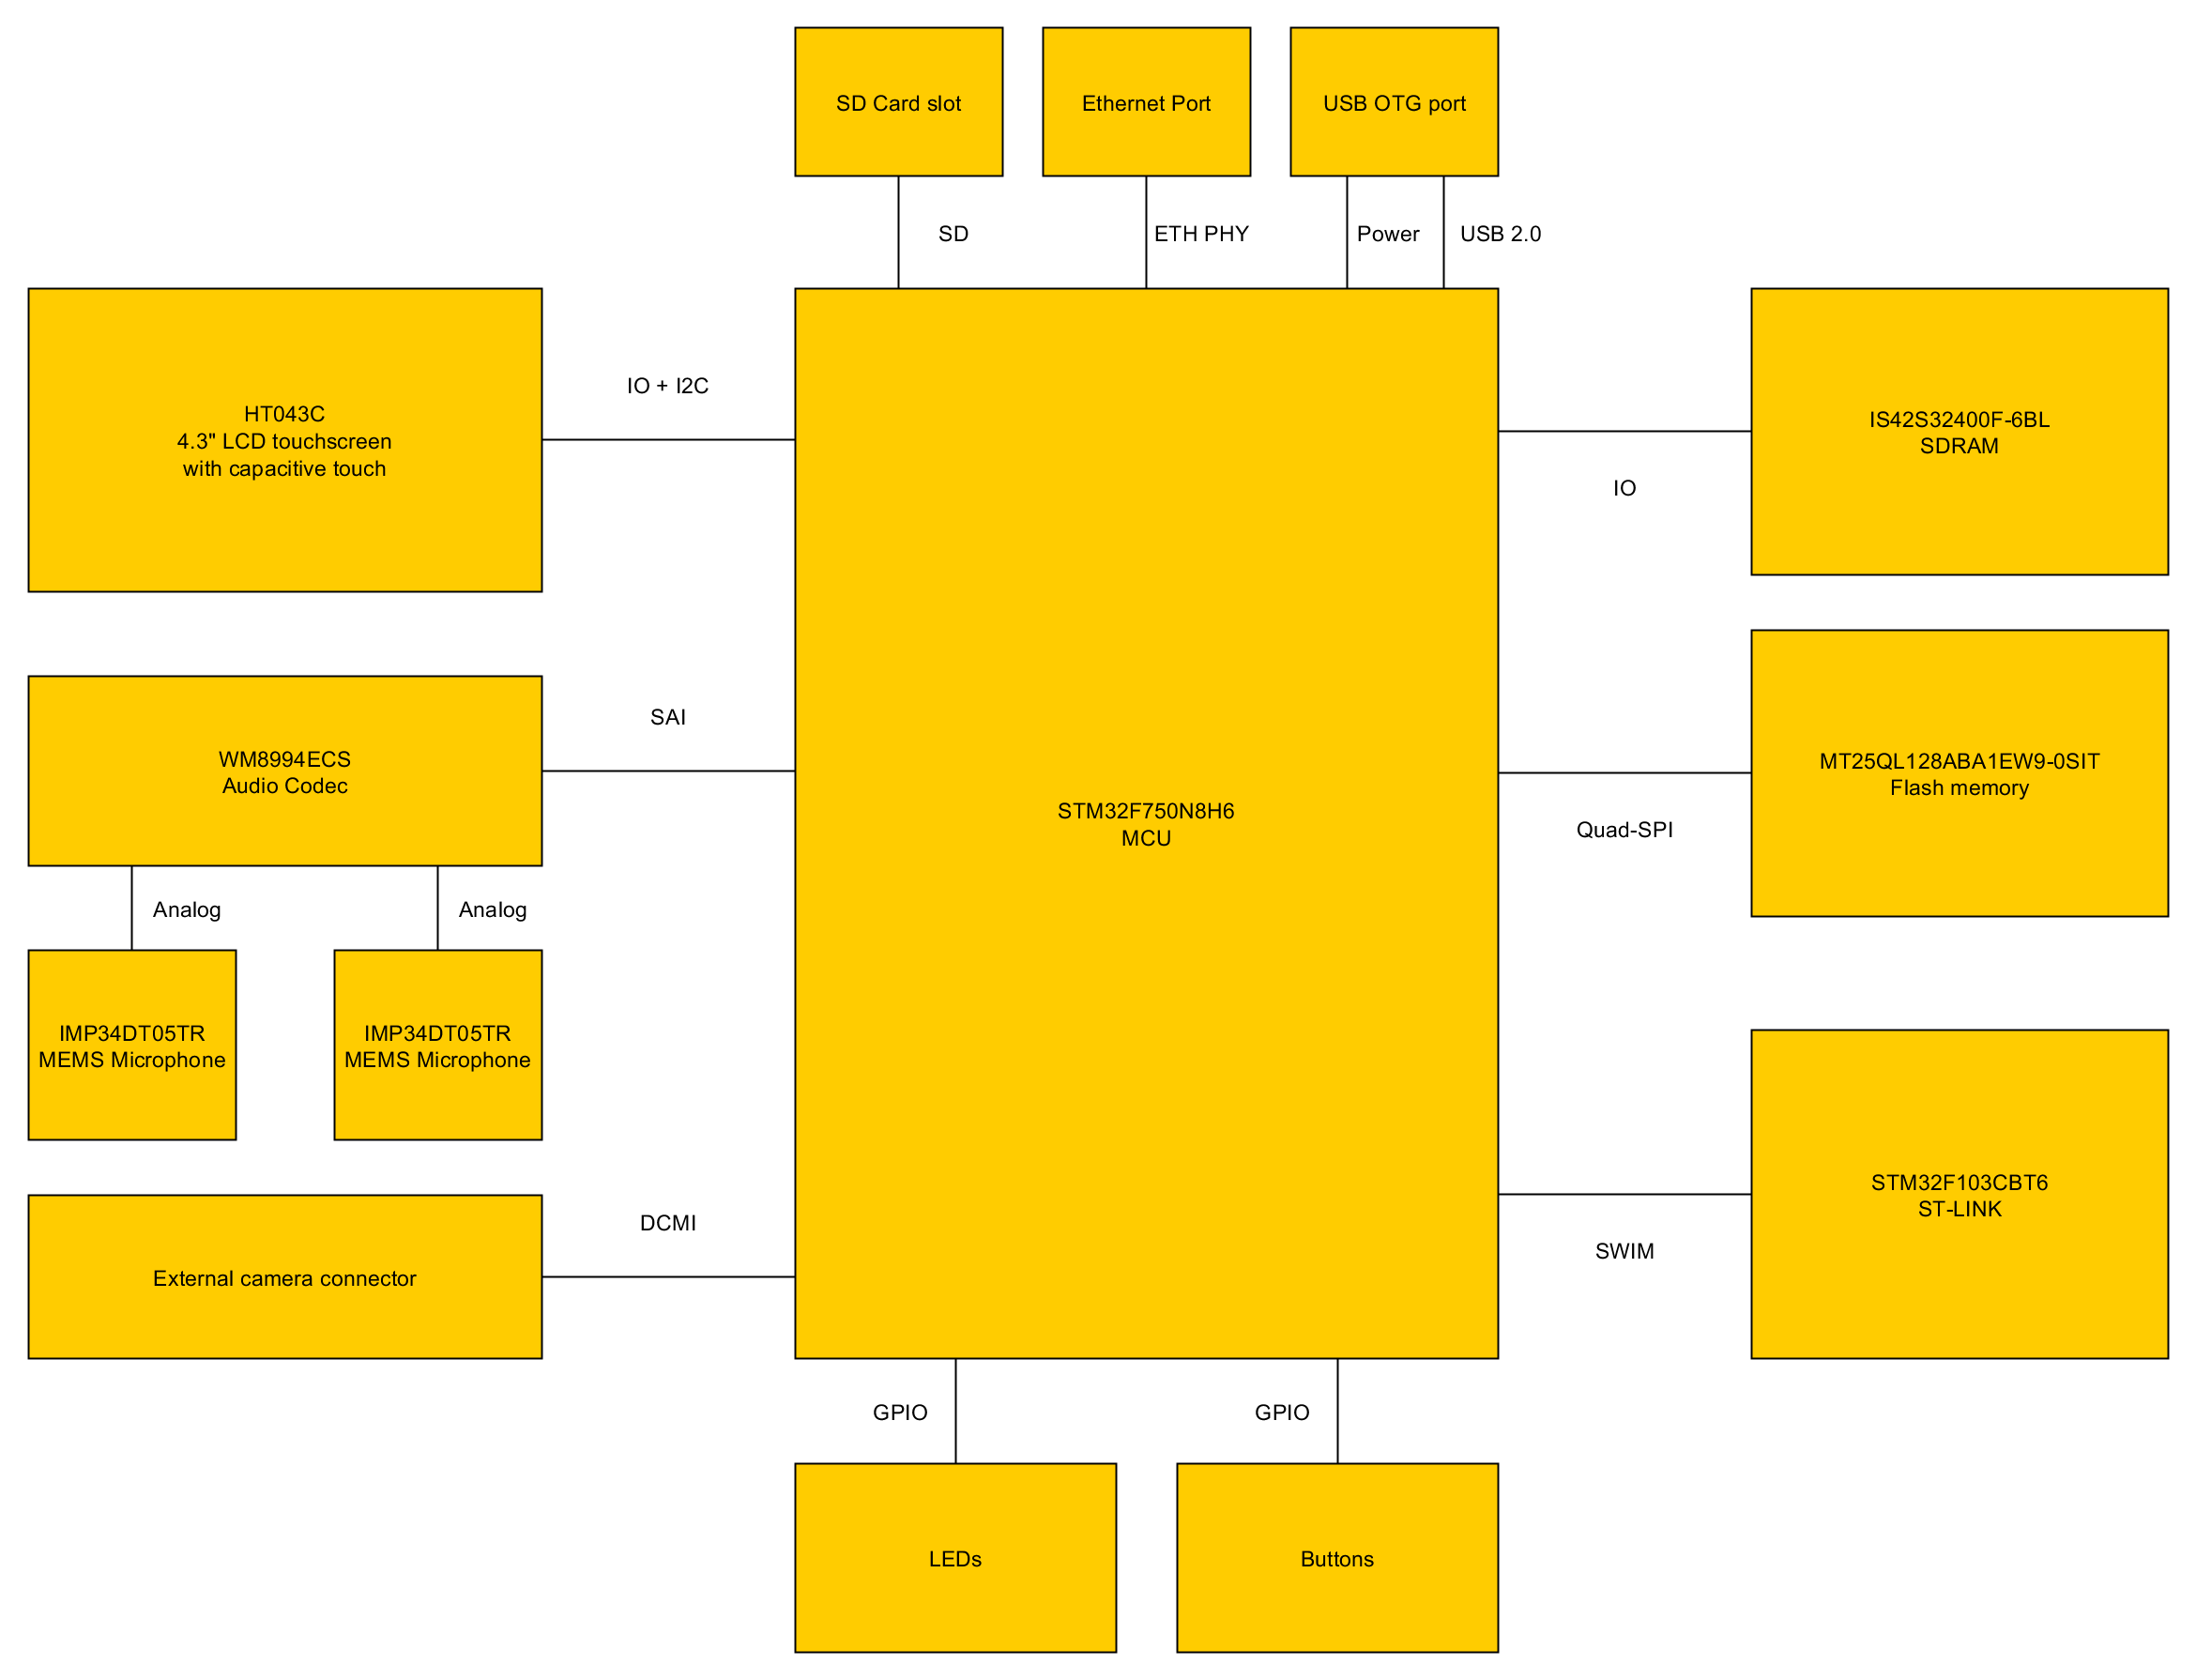 SD Card slot
Ethernet Port
USB OTG port
SD
ETH PHY
Power
USB 2.0
HT043C
4.3" LCD touchscreen
with capacitive touch
IO + I2C
IS42S32400F-6BL
SDRAM
IO
WM8994ECS
Audio Codec
SAI
STM32F750N8H6
MCU
MT25QL128ABA1EW9-0SIT
Flash memory
Quad-SPI
Analog
Analog
IMP34DT05TR
MEMS Microphone
IMP34DT05TR
MEMS Microphone
External camera connector
DCMI
STM32F103CBT6
ST-LINK
SWIM
GPIO
GPIO
LEDs
Buttons